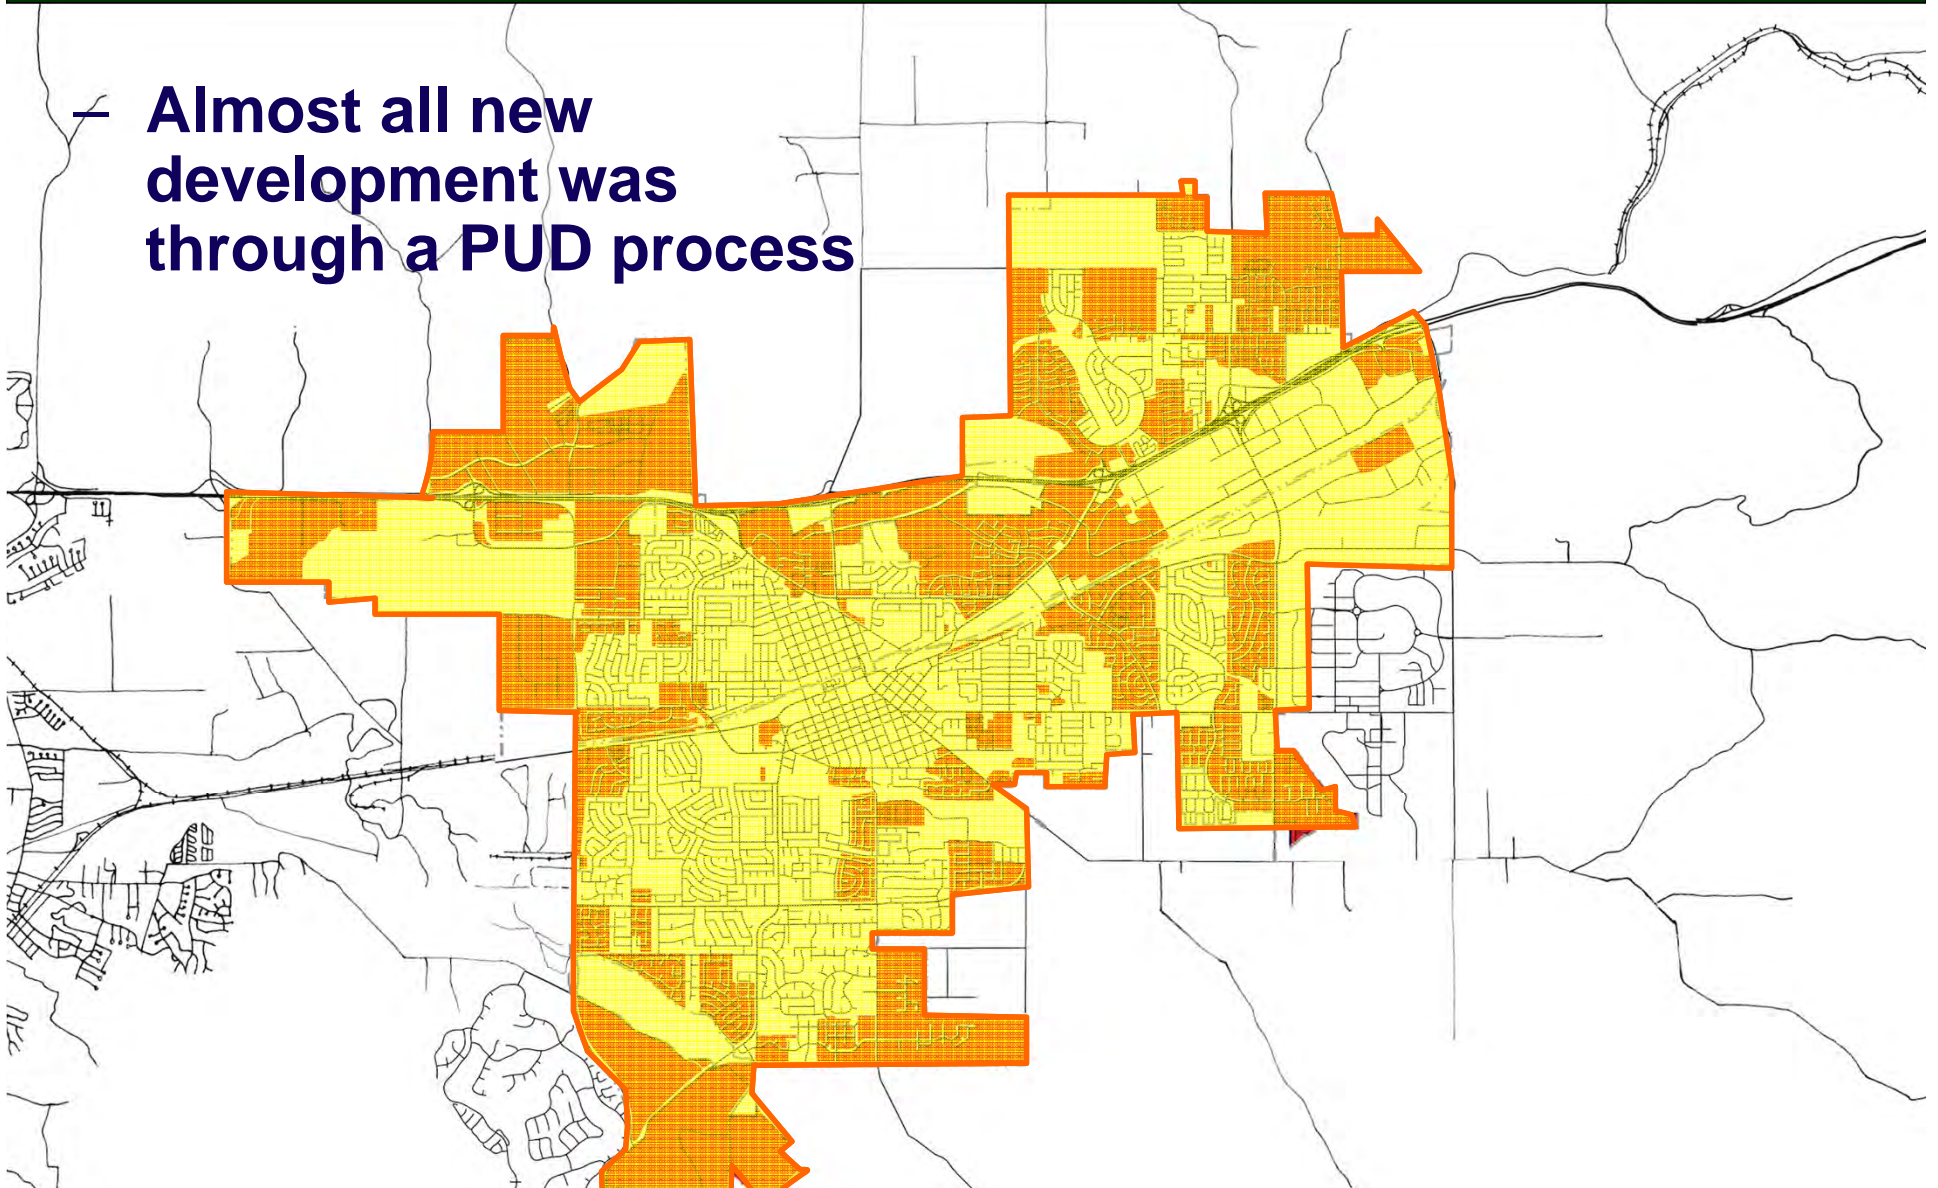 – Almost all new
development was
through a PUD process